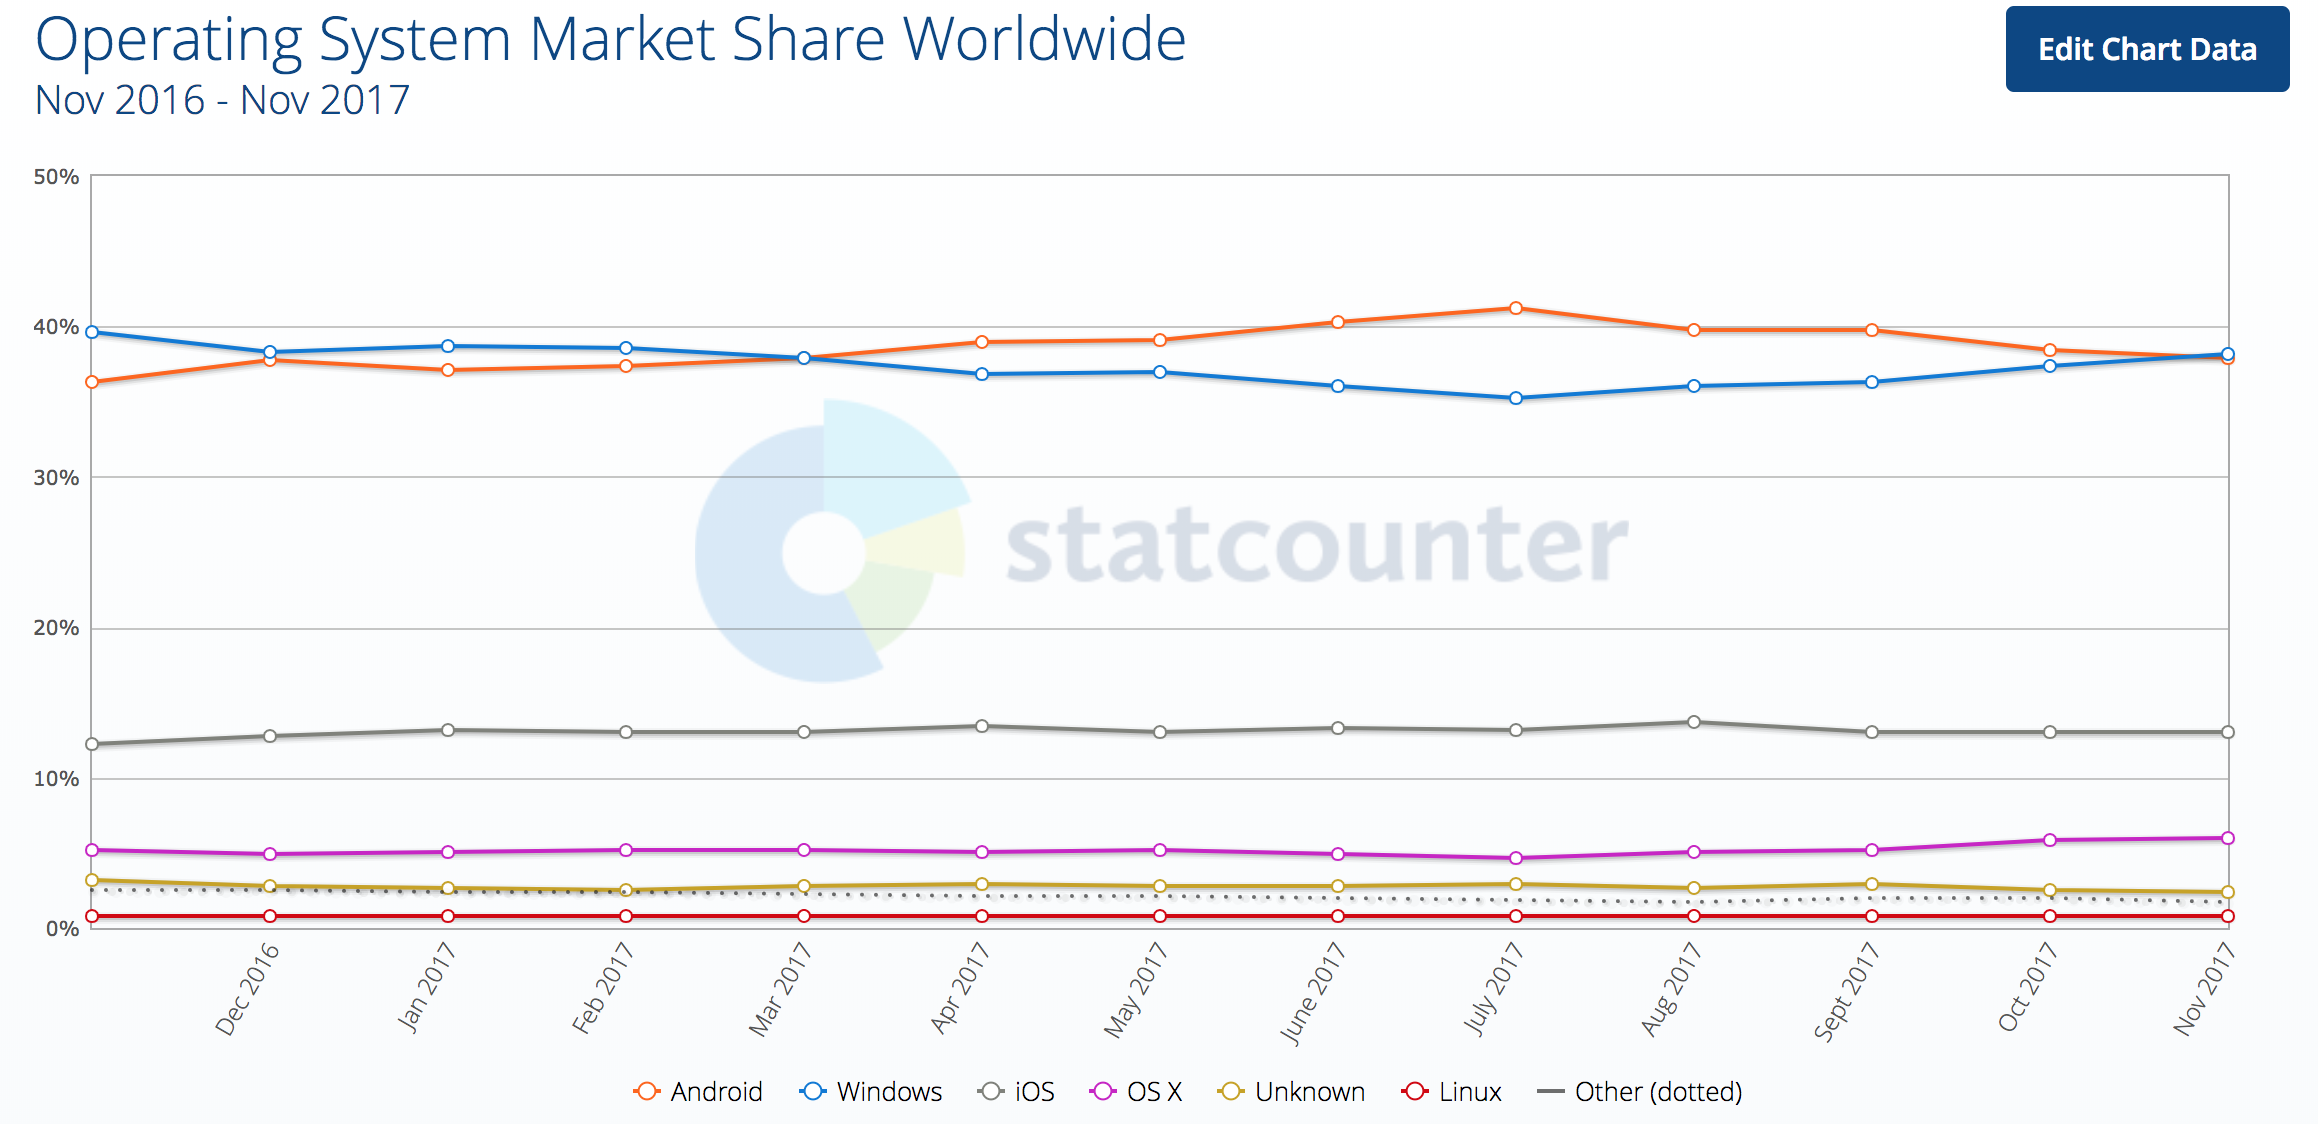 Operating System Market Share Worldwide
Nov 2016 - Nov 2017
Edit Chart Data
50%
40%
30%
20%
10%
0%
statcounter
Dec 2016
Jan 2017
Feb 2017
Mar 2017
Apr 2017
May 2017
June 2017
July 2017
Aug 2017
Sept 2017
Oct 2017
Nov 2017
Android Windows iOS OS X Unknown Linux Other (dotted)